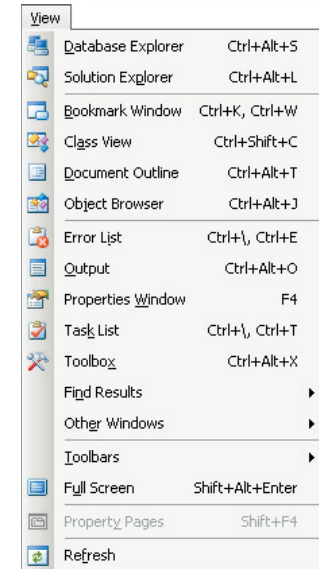 View
Database Explorer Ctrl+Alt+S
Solution Explorer Ctrl+Alt+L
Bookmark Window Ctrl+K, Ctrl+W
Class View Ctrl+Shift+C
Document Outline Ctrl+Alt+T
Object Browser Ctrl+Alt+J
Error List Ctrl+\, Ctrl+E
Output Ctrl+Alt+O
Properties Window F4
Task List Ctrl+\, Ctrl+T
Toolbox Ctrl+Alt+X
Find Results
Other Windows
Toolbars
Full Screen Shift+Alt+Enter
Property Pages Shift+F4
Refresh